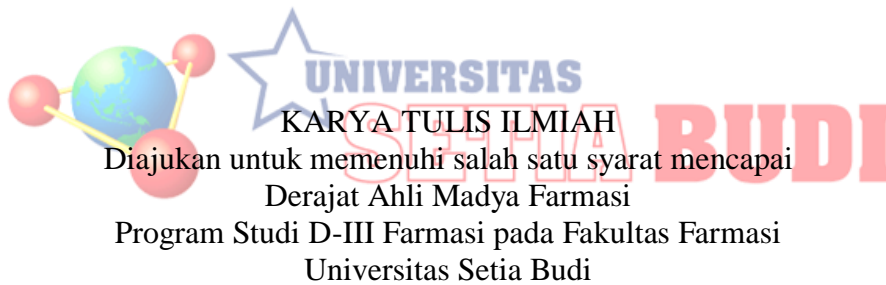 UNIVERSITAS
SETIA BUDI
KARYA TULIS ILMIAH
Diajukan untuk memenuhi salah satu syarat mencapai
Derajat Ahli Madya Farmasi
Program Studi D-III Farmasi pada Fakultas Farmasi
Universitas Setia Budi